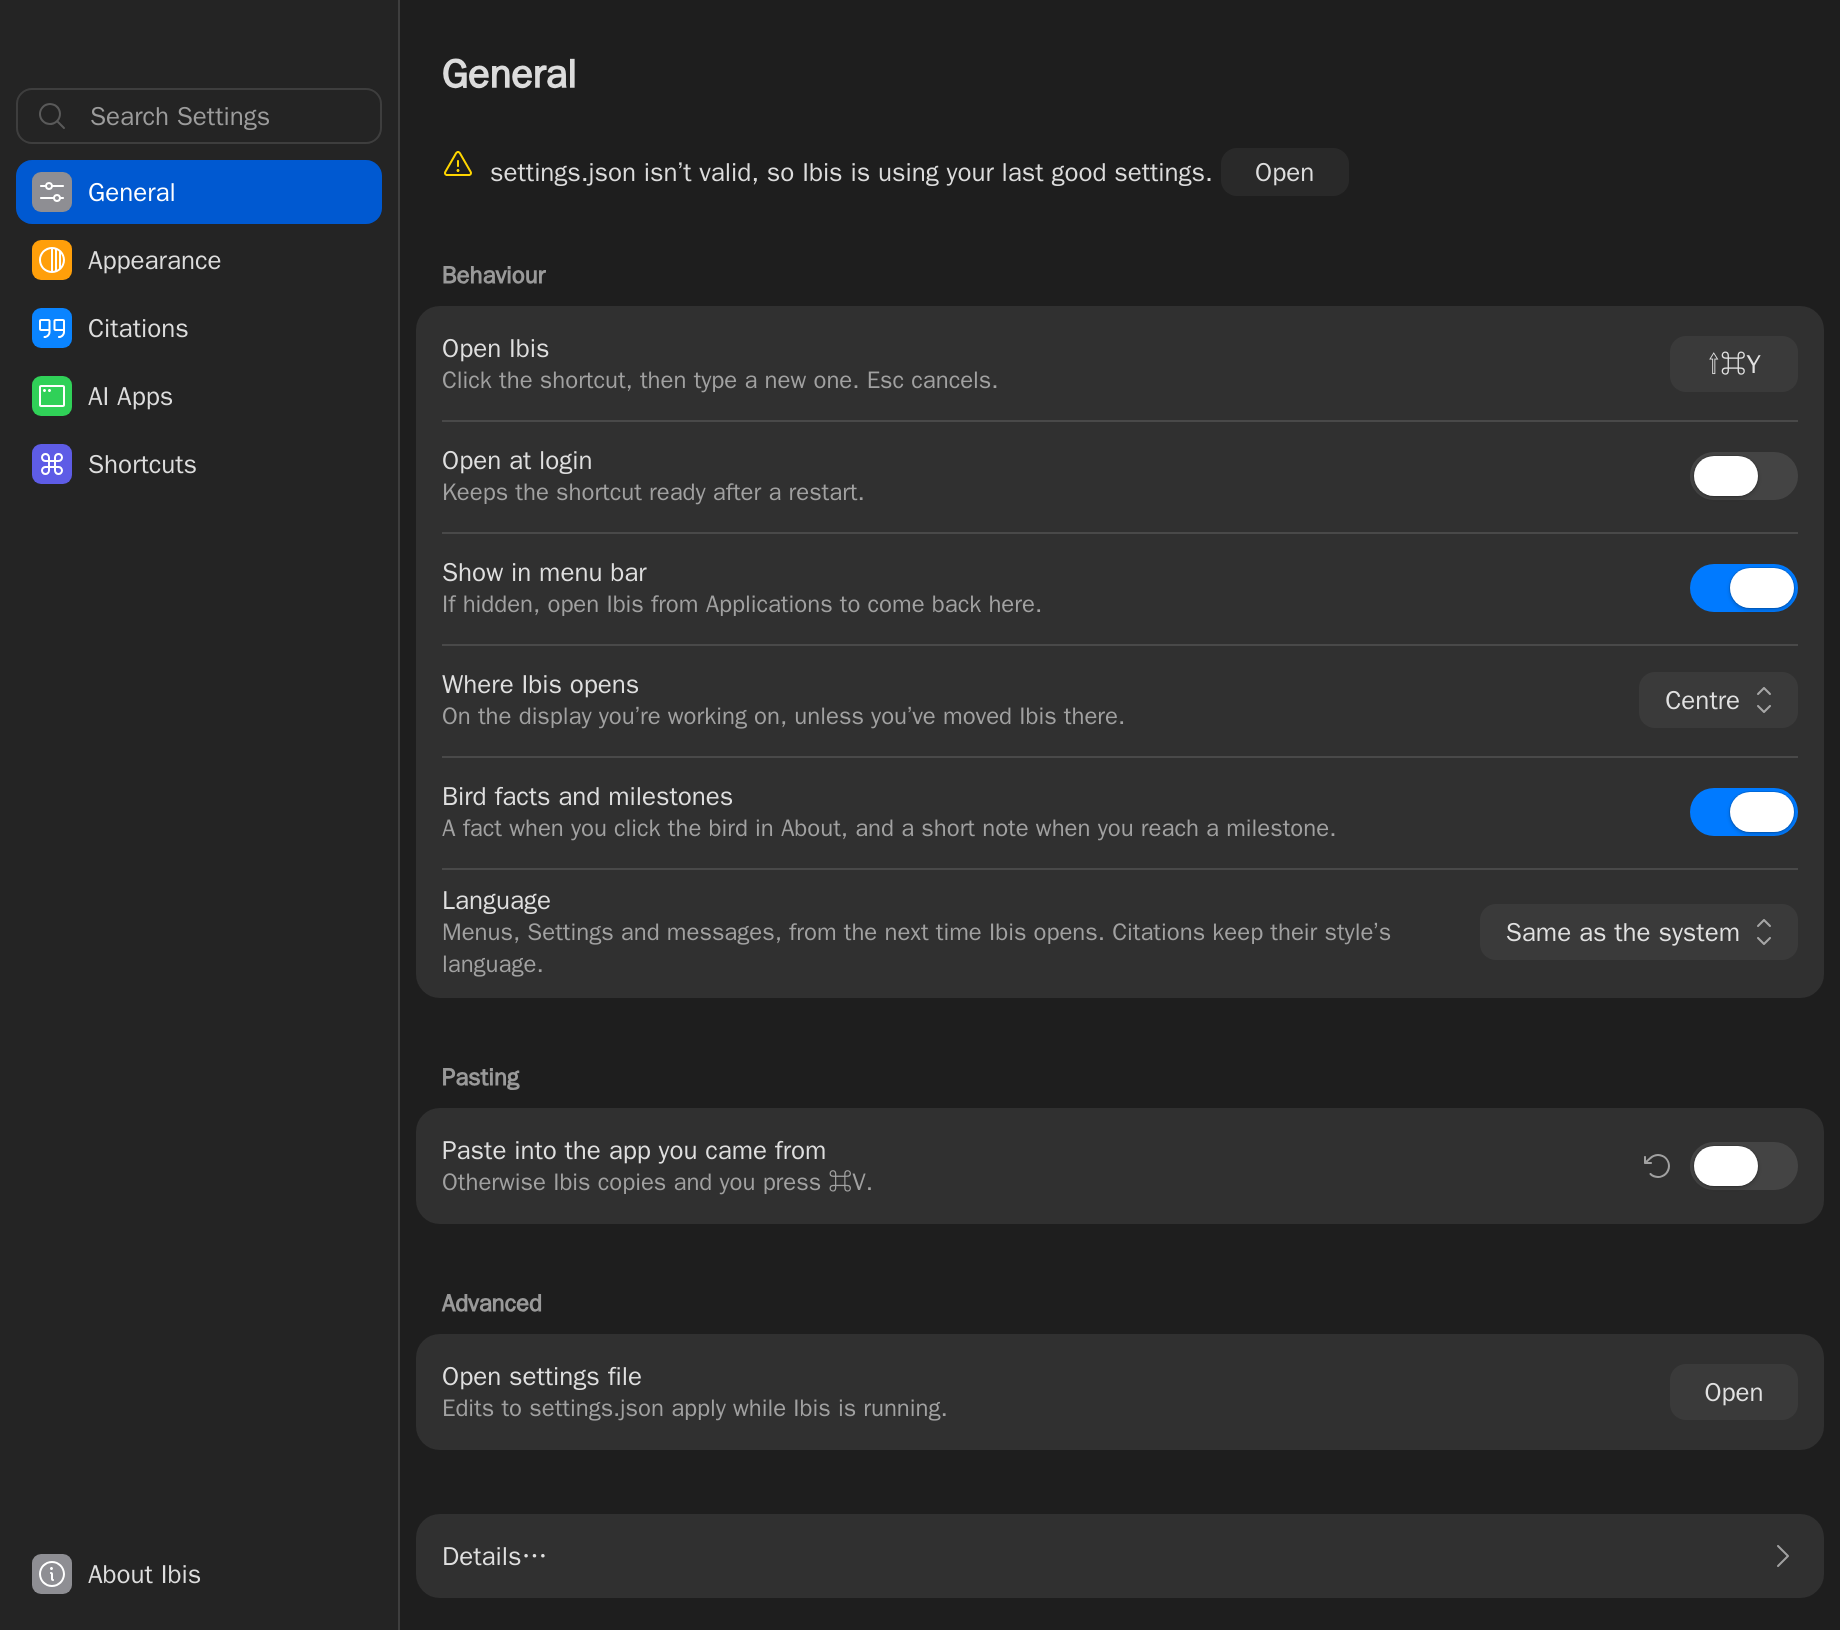 General
Search Settings
General
Appearance
Citations
AI Apps
Shortcuts
About Ibis
settings.json isn’t valid, so Ibis is using your last good settings. Open
Behaviour
Open Ibis
Click the shortcut, then type a new one. Esc cancels.
⇧⌘Y
Open at login
Keeps the shortcut ready after a restart.
Show in menu bar
If hidden, open Ibis from Applications to come back here.
Where Ibis opens
On the display you’re working on, unless you’ve moved Ibis there.
Centre
Bird facts and milestones
A fact when you click the bird in About, and a short note when you reach a milestone.
Language
Menus, Settings and messages, from the next time Ibis opens. Citations keep their style’s
language.
Same as the system
Pasting
Paste into the app you came from
Otherwise Ibis copies and you press ⌘V.
Advanced
Open settings file
Edits to settings.json apply while Ibis is running.
Open
Details…